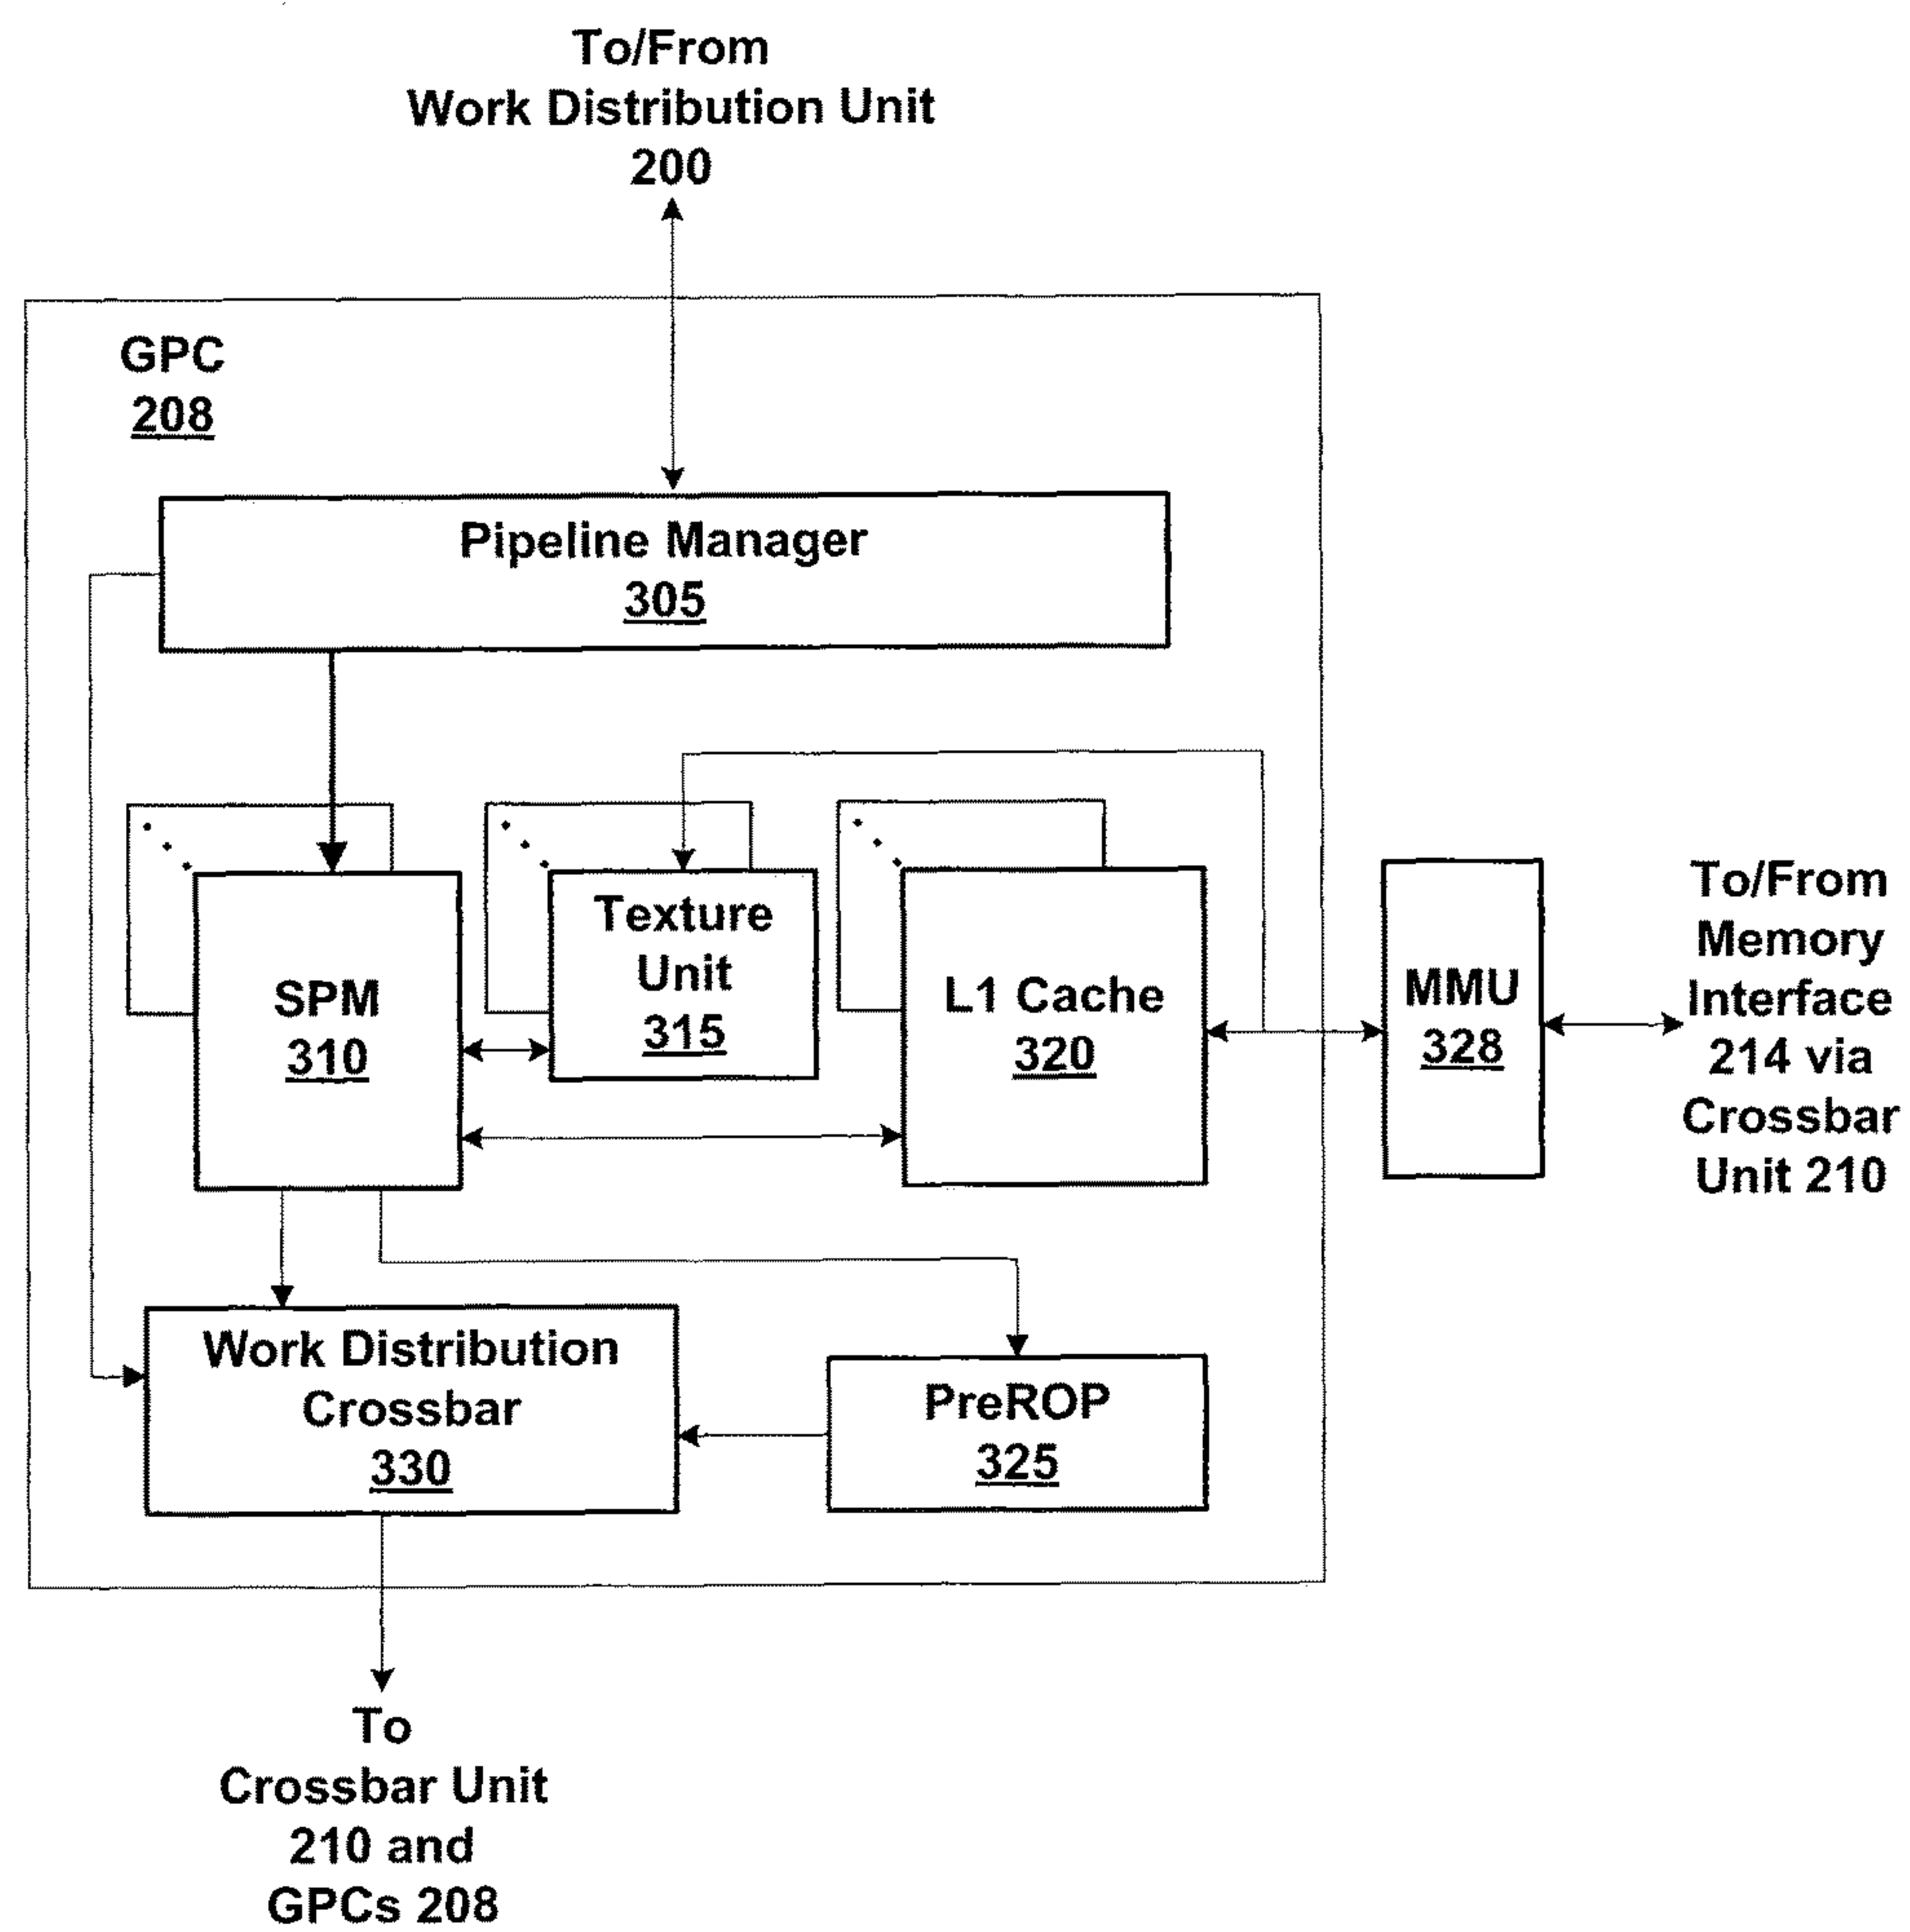 To/From
Work Distribution Unit
200
GPC
208
Pipeline Manager
305
SPM
310
Texture
Unit
315
L1 Cache
320
MMU
328
To/From
Memory
Interface
214 via
Crossbar
Unit 210
Work Distribution
Crossbar
330
PreROP
325
To
Crossbar Unit
210 and
GPCs 208